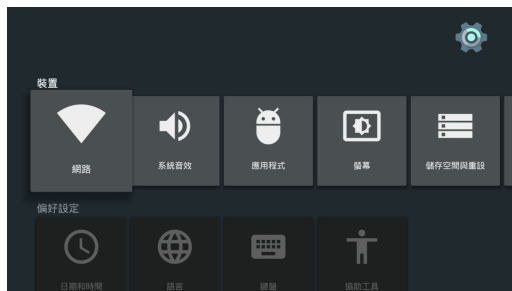 裝置
網路
系統音效
應用程式
螢幕
儲存空間與重設
偏好設定
日期和時間
語言
鍵盤
協助工具